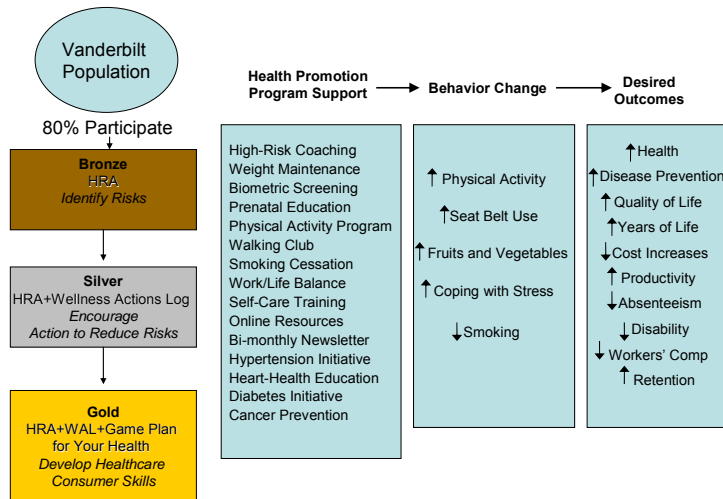 Vanderbilt
Population
80% Participate
Bronze
HRA
Identify Risks
Silver
HRA+Wellness Actions Log
Encourage
Action to Reduce Risks
Gold
HRA+WAL+Game Plan
for Your Health
Develop Healthcare
Consumer Skills
Health Promotion
Program Support
High-Risk Coaching
Weight Maintenance
Biometric Screening
Prenatal Education
Physical Activity Program
Walking Club
Smoking Cessation
Work/Life Balance
Self-Care Training
Online Resources
Bi-monthly Newsletter
Hypertension Initiative
Heart-Health Education
Diabetes Initiative
Cancer Prevention
Behavior Change
Physical Activity
Seat Belt Use
Fruits and Vegetables
Coping with Stress
Smoking
Desired
Outcomes
Health
Disease Prevention
Quality of Life
Years of Life
Cost Increases
Productivity
Absenteeism
Disability
Workers' Comp
Retention